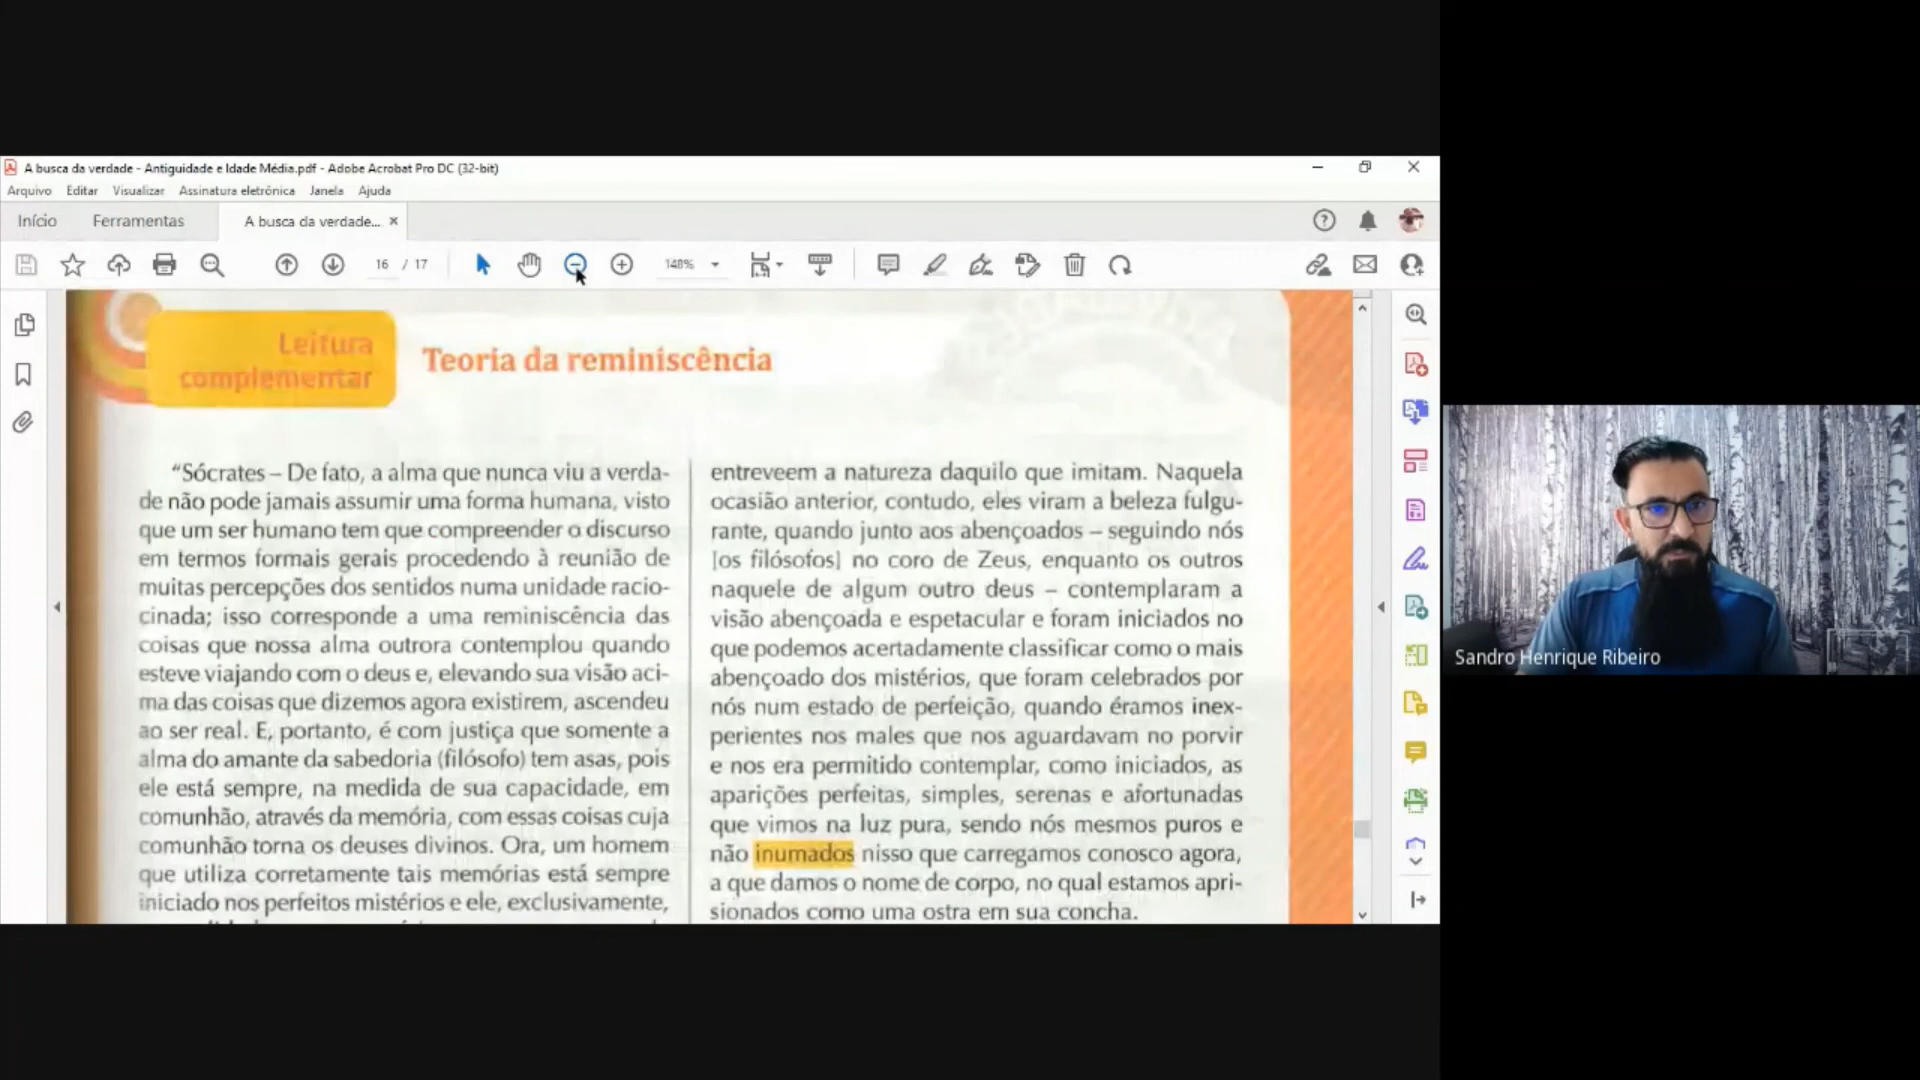 A busca da verdade - Antiguidade e Idade Média.pdf - Adobe Acrobat Pro DC (32-bit)
Arquivo Editar Visualizar Assinatura eletrônica Janela Ajuda
Início Ferramentas A busca da verdade... ×
16 / 17 148%
Leitura
complementar
Teoria da reminiscência
“Sócrates – De fato, a alma que nunca viu a verda-
de não pode jamais assumir uma forma humana, visto
que um ser humano tem que compreender o discurso
em termos formais gerais procedendo à reunião de
muitas percepções dos sentidos numa unidade racio-
cinada; isso corresponde a uma reminiscência das
coisas que nossa alma outrora contemplou quando
esteve viajando com o deus e, elevando sua visão aci-
ma das coisas que dizemos agora existirem, ascendeu
ao ser real. E, portanto, é com justiça que somente a
alma do amante da sabedoria (filósofo) tem asas, pois
ele está sempre, na medida de sua capacidade, em
comunhão, através da memória, com essas coisas cuja
comunhão torna os deuses divinos. Ora, um homem
que utiliza corretamente tais memórias está sempre
iniciado nos perfeitos mistérios e ele, exclusivamente,
entreveem a natureza daquilo que imitam. Naquela
ocasião anterior, contudo, eles viram a beleza fulgu-
rante, quando junto aos abençoados – seguindo nós
[os filósofos] no coro de Zeus, enquanto os outros
naquele de algum outro deus – contemplaram a
visão abençoada e espetacular e foram iniciados no
que podemos acertadamente classificar como o mais
abençoado dos mistérios, que foram celebrados por
nós num estado de perfeição, quando éramos inex-
perientes nos males que nos aguardavam no porvir
e nos era permitido contemplar, como iniciados, as
aparições perfeitas, simples, serenas e afortunadas
que vimos na luz pura, sendo nós mesmos puros e
não inumados nisso que carregamos conosco agora,
a que damos o nome de corpo, no qual estamos apri-
sionados como uma ostra em sua concha.
Sandro Henrique Ribeiro